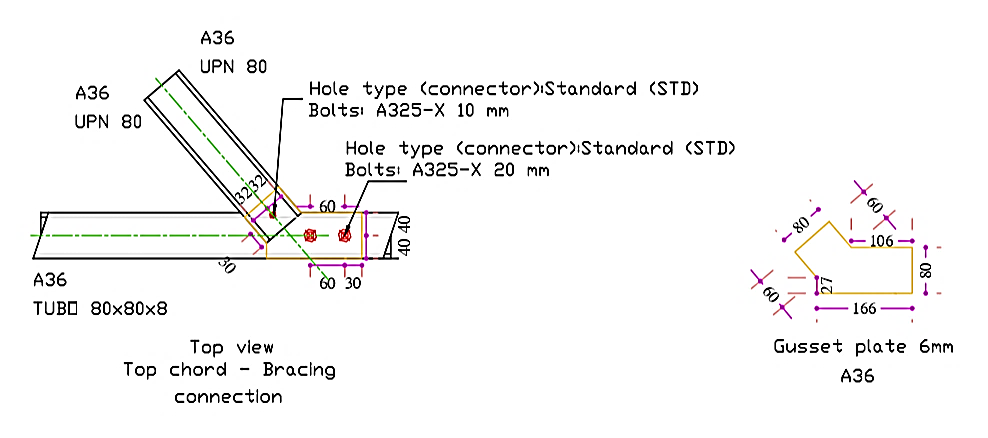 A36
UPN 80
A36
UPN 80
Hole type (connector):Standard (STD)
Bolts: A325-X 10 mm
Hole type (connector):Standard (STD)
Bolts: A325-X 20 mm
32
32
60
40
40
30
60
30
A36
TUB□ 80x80x8
Top view
Top chord - Bracing
connection
60
80
106
80
60
27
166
Gusset plate 6mm
A36